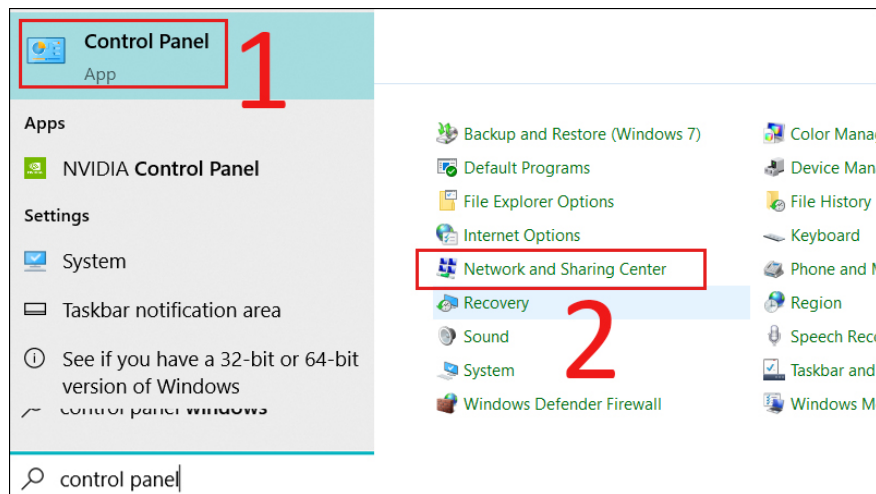 Control Panel
App
1
Apps
NVIDIA Control Panel
Settings
System
Taskbar notification area
See if you have a 32-bit or 64-bit
version of Windows
control panel windows
control panel
Backup and Restore (Windows 7)
Default Programs
File Explorer Options
Internet Options
Network and Sharing Center
Recovery
2
Sound
System
Windows Defender Firewall
Color Mana
Device Man
File History
Keyboard
Phone and M
Region
Speech Reco
Taskbar and
Windows M